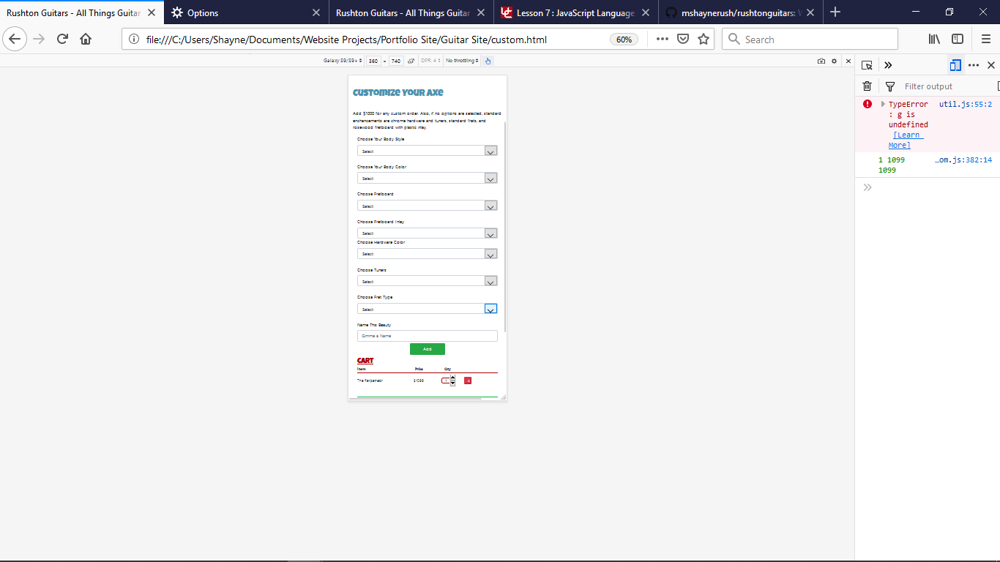 Rushton Guitars - All Things Guitar
Options
Rushton Guitars - All Things Guitar
Lesson 7 : JavaScript Language
mshaynerush/rushtonguitars: W
file:///C:/Users/Shayne/Documents/Website Projects/Portfolio Site/Guitar Site/custom.html
60%
Search
Galaxy S9/S9+
360
×
740
DPR: 4
No throttling
Filter output
TypeError
: g is
undefined
[Learn
More]
util.js:55:2
1 1099
1099
…om.js:382:14
Customize Your Axe
Add $1000 for any custom order. Also, if no options are selected, standard
enchancements are chrome hardware and tuners, standard frets, and
rosewood fretboard with plastic inlay.
Choose Your Body Style
Select
Choose Your Body Color
Select
Choose Fretboard
Select
Choose Fretboard Inlay
Select
Choose Hardware Color
Select
Choose Tuners
Select
Choose Fret Type
Select
Name This Beauty
Gimme a Name
Add
CART
Item Price Qty
$1099 1 X